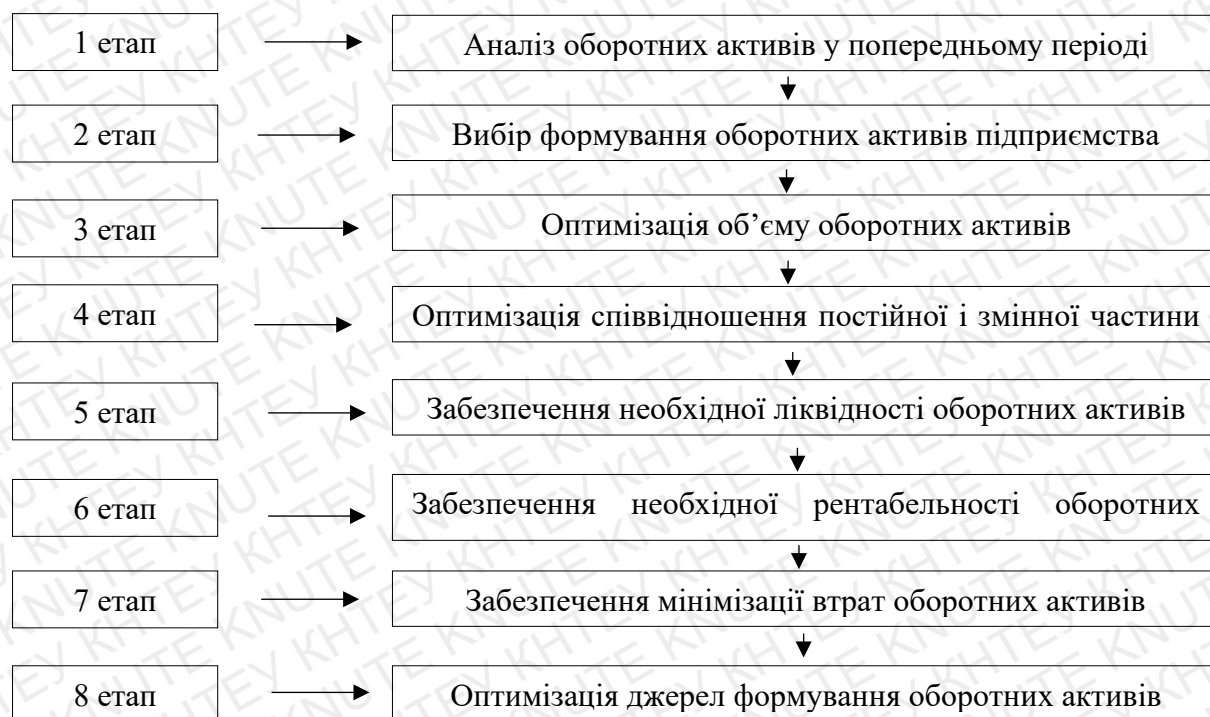 1 етап
Аналіз оборотних активів у попередньому періоді
2 етап
Вибір формування оборотних активів підприємства
3 етап
Оптимізація об’єму оборотних активів
4 етап
Оптимізація співвідношення постійної і змінної частини
5 етап
Забезпечення необхідної ліквідності оборотних активів
6 етап
Забезпечення необхідної рентабельності оборотних
7 етап
Забезпечення мінімізації втрат оборотних активів
8 етап
Оптимізація джерел формування оборотних активів